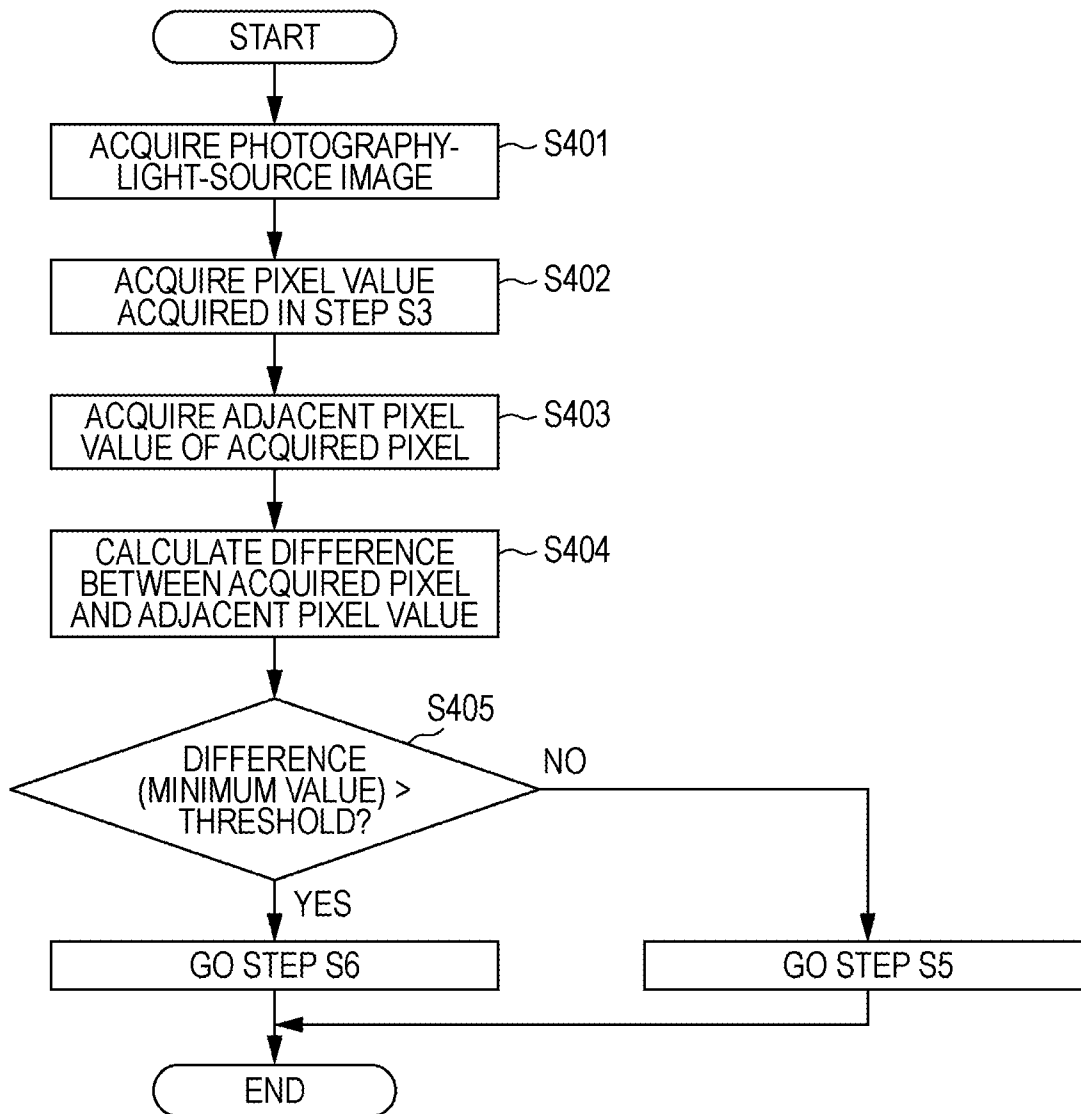 START
ACQUIRE PHOTOGRAPHY-
LIGHT-SOURCE IMAGE
S401
ACQUIRE PIXEL VALUE
ACQUIRED IN STEP S3
S402
ACQUIRE ADJACENT PIXEL
VALUE OF ACQUIRED PIXEL
S403
CALCULATE DIFFERENCE
BETWEEN ACQUIRED PIXEL
AND ADJACENT PIXEL VALUE
S404
S405
DIFFERENCE
(MINIMUM VALUE) >
THRESHOLD?
NO
YES
GO STEP S6
GO STEP S5
END